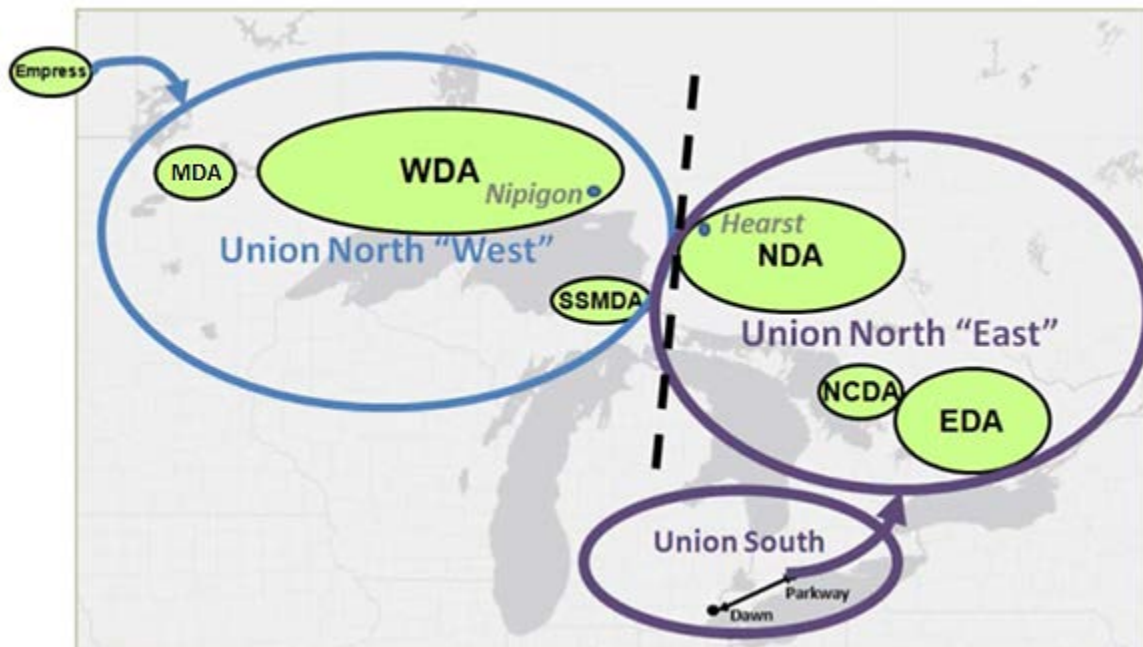 Empress
MDA
WDA
Nipigon
Union North “West”
SSMDA
Hearst
NDA
Union North “East”
NCDA
EDA
Union South
Parkway
Dawn